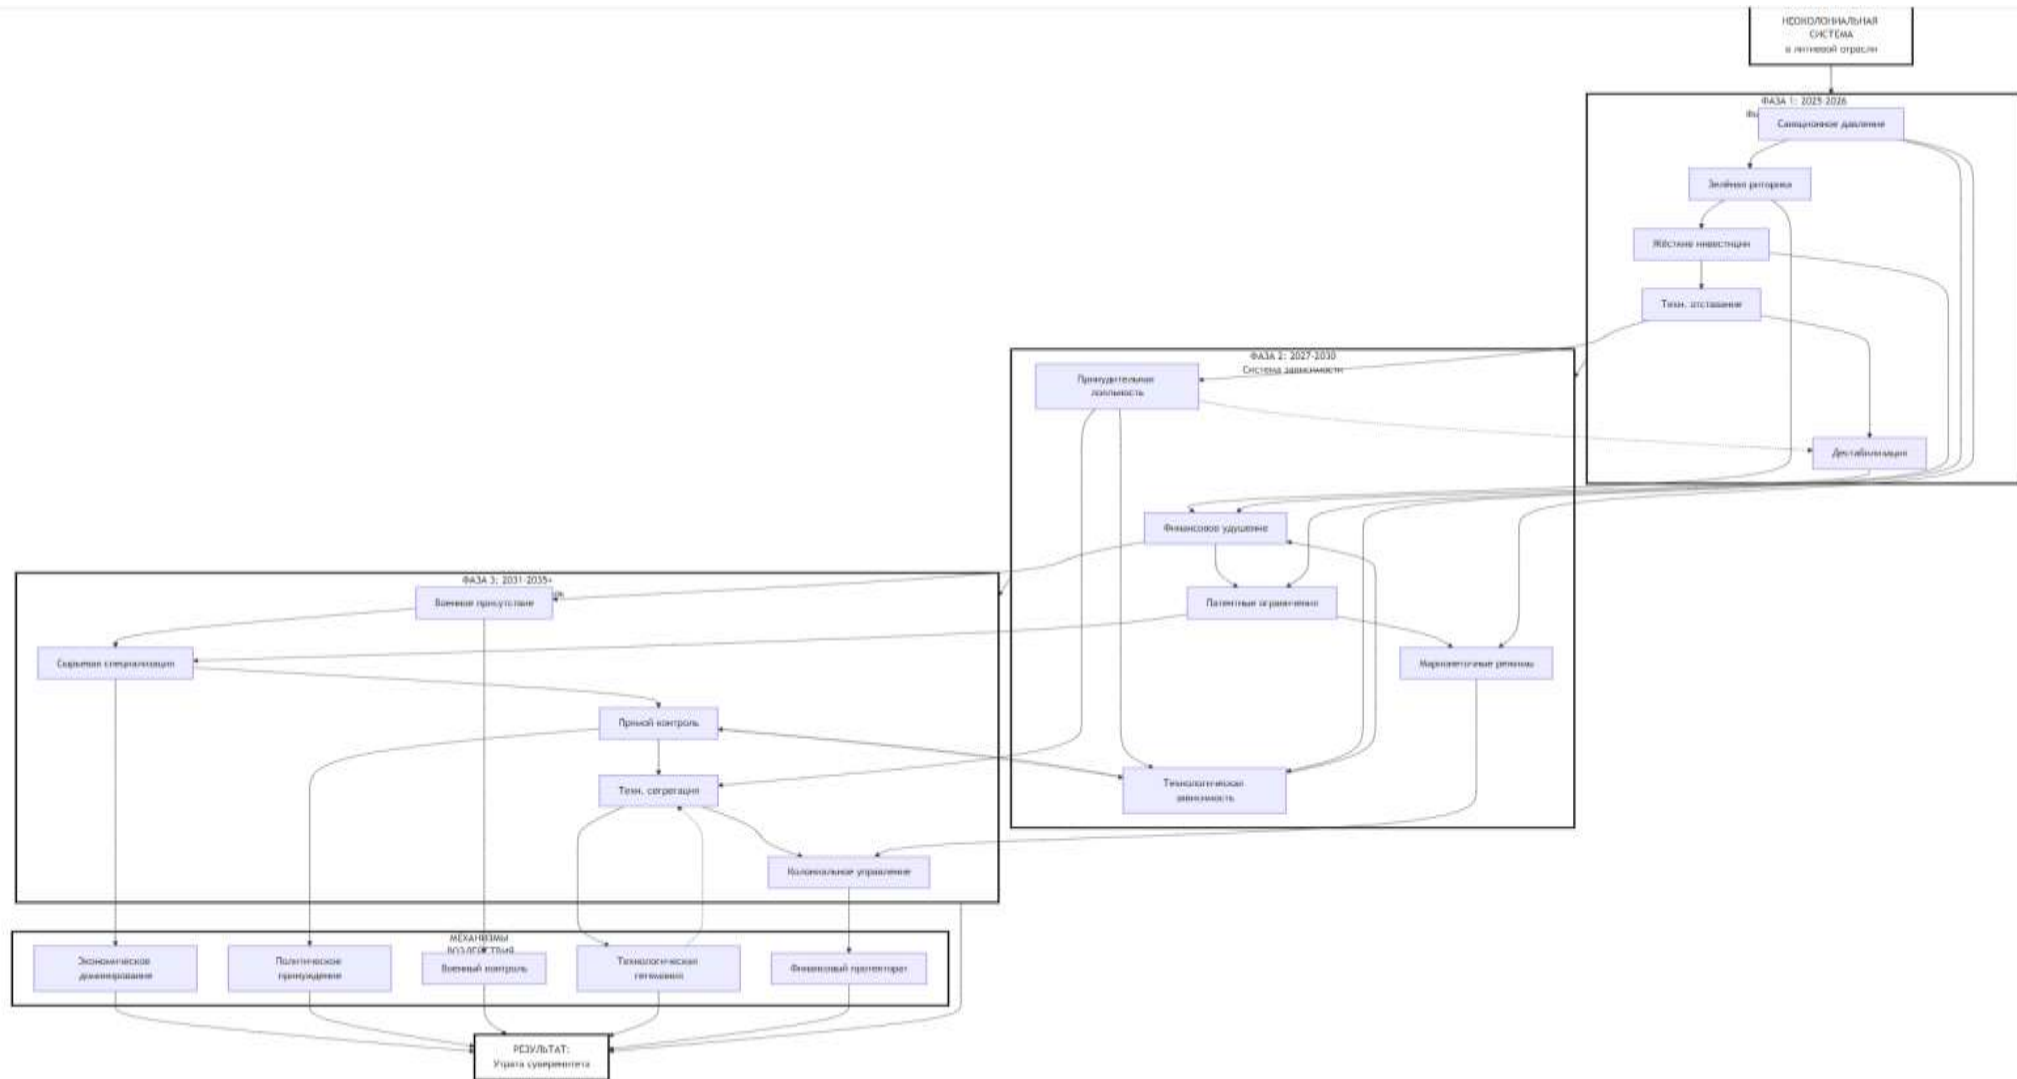 НЕОКОЛОНИАЛЬНАЯ
СИСТЕМА
в литиевой отрасли
ФАЗА 1: 2025-2026
Санкционное давление
Зелёная риторика
Жёсткие инвестиции
Техн. отставание
Дестабилизация
ФАЗА 2: 2027-2030
Система зависимости
Принудительная
лояльность
Финансовое удушение
Патентные ограничения
Марионеточные режимы
Технологическая
зависимость
ФАЗА 3: 2031-2035+
Военное присутствие
Сырьевая специализация
Прямой контроль
Техн. сегрегация
Колониальное управление
МЕХАНИЗМЫ
ВОЗДЕЙСТВИЯ
Экономическое
доминирование
Политическое
принуждение
Военный контроль
Технологическая
гегемония
Финансовый протекторат
РЕЗУЛЬТАТ:
Утрата суверенитета